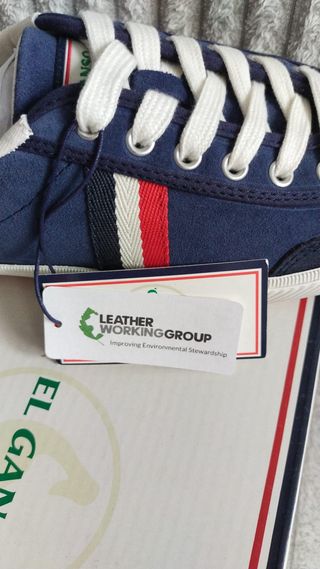 LEATHER
WORKINGGROUP
Improving Environmental Stewardship
EL GAN